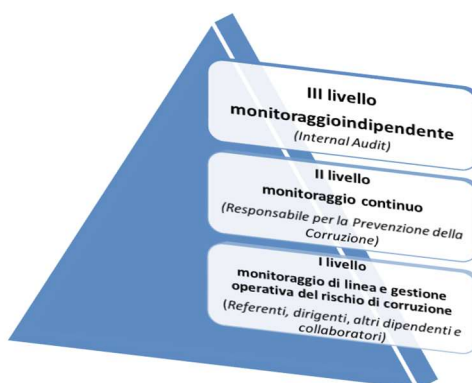 III livello
monitoraggioindipendente
(Internal Audit)
II livello
monitoraggio continuo
(Responsabile per la Prevenzione della
Corruzione)
I livello
monitoraggio di linea e gestione
operativa del rischio di corruzione
(Referenti, dirigenti, altri dipendenti e
collaboratori)